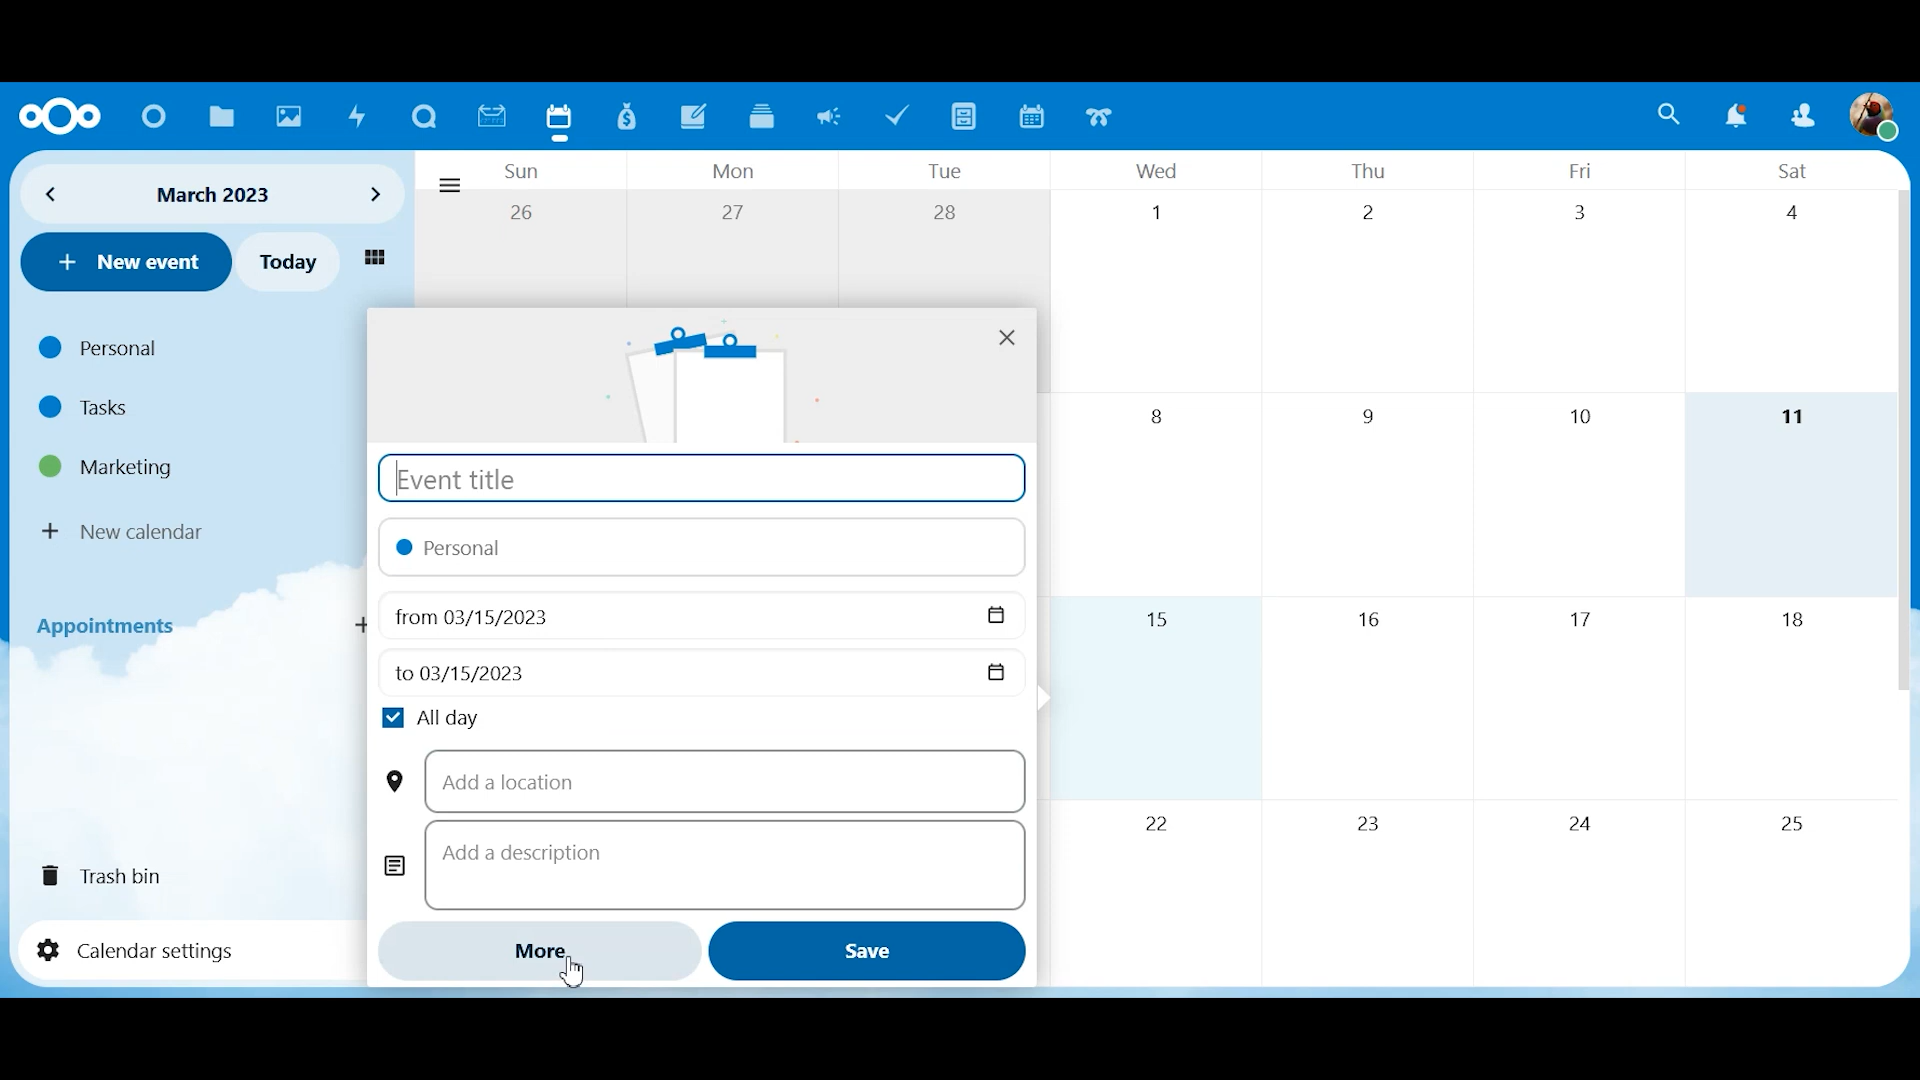 March 2023
+ New event
Today
Personal
Tasks
Marketing
+ New calendar
Appointments +
Trash bin
Calendar settings
Sun Mon Tue Wed Thu Fri Sat
26 27 28 1 2 3 4
8 9 10 11
15 16 17 18
22 23 24 25
Event title
Personal
from 03/15/2023
to 03/15/2023
All day
Add a location
Add a description
More
Save